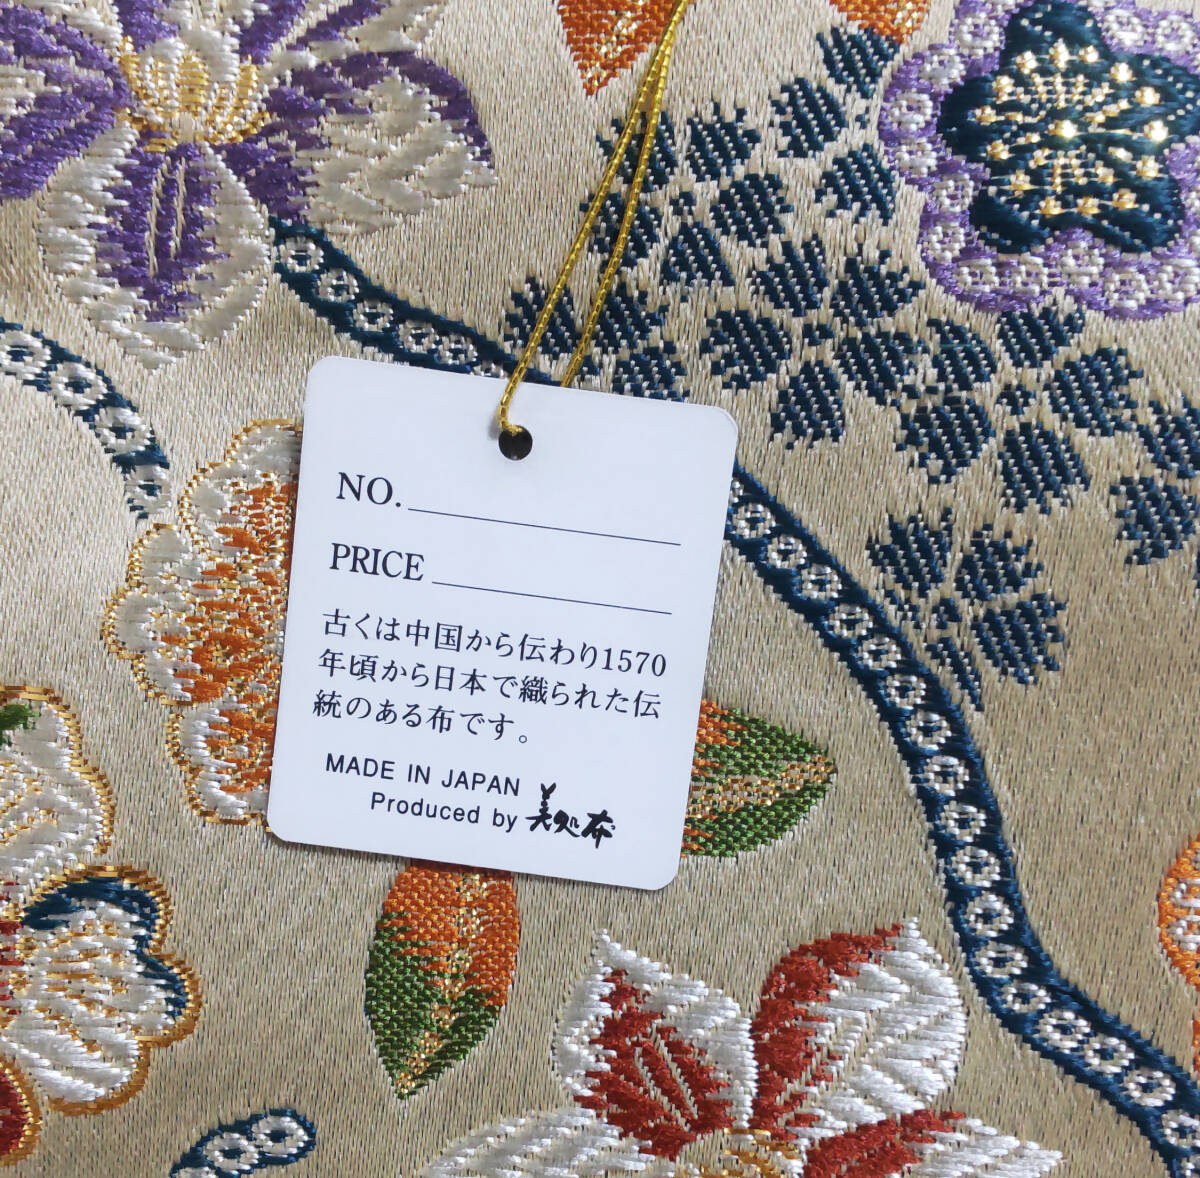 NO.
PRICE
古くは中国から伝わり1570
年頃から日本で織られた伝
統のある布です。
MADE IN JAPAN
Produced by 美処布